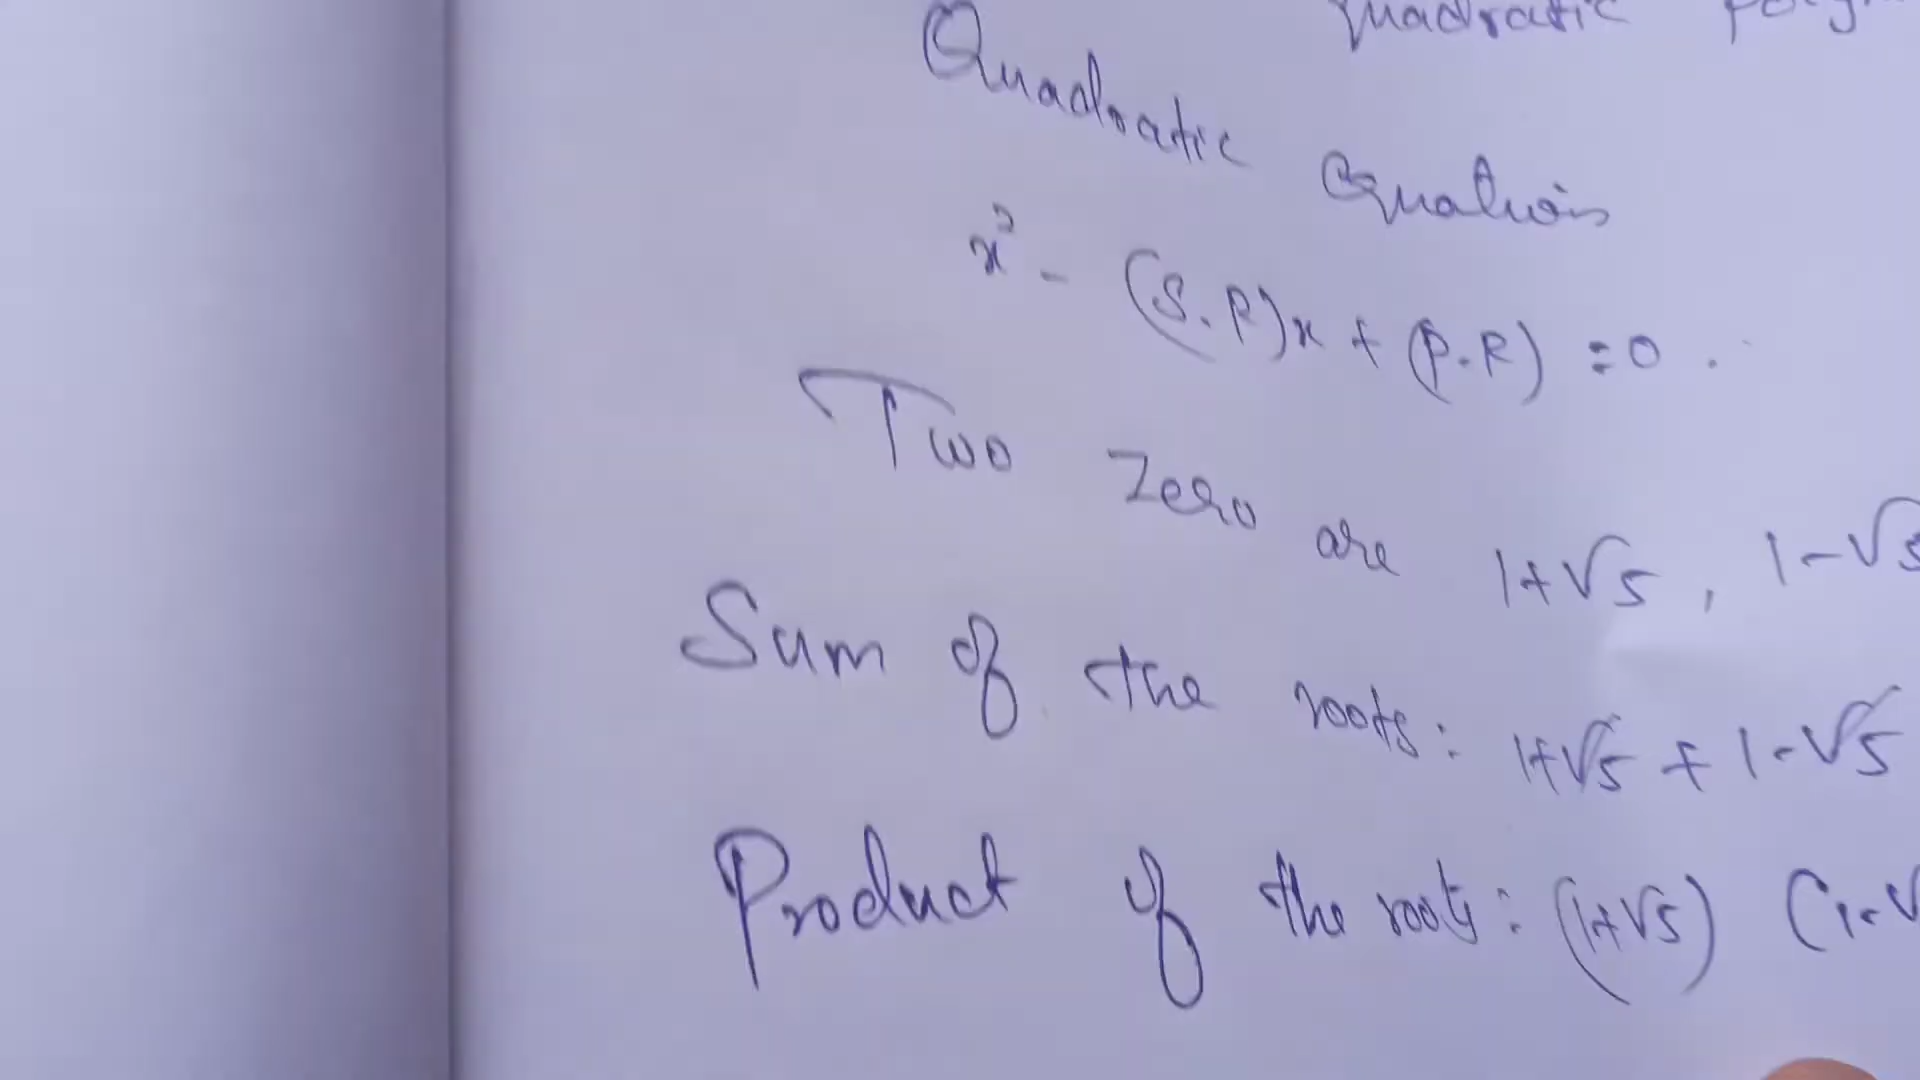 Quadratic
Quadratic Equation
x² - (S.R)x + (P.R) = 0.
Two Zero are 1+√5, 1-√5
Sum of the roots: 1+√5 + 1-√5
Product of the roots: (1+√5) (1-√